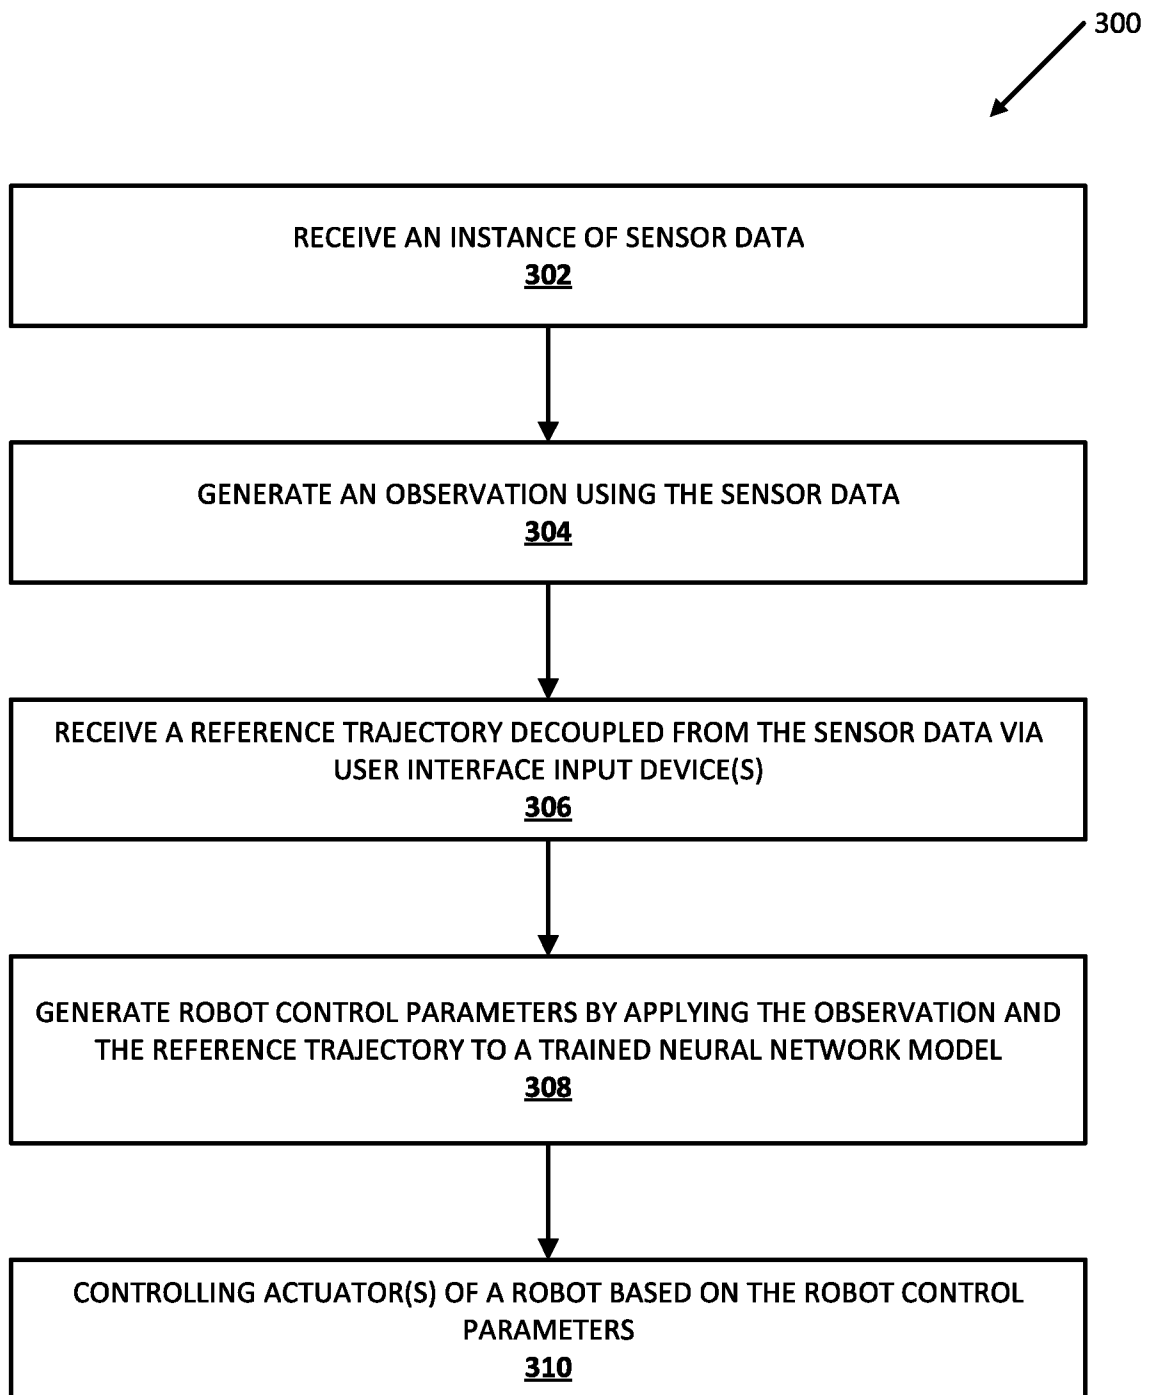 300
RECEIVE AN INSTANCE OF SENSOR DATA
302
GENERATE AN OBSERVATION USING THE SENSOR DATA
304
RECEIVE A REFERENCE TRAJECTORY DECOUPLED FROM THE SENSOR DATA VIA
USER INTERFACE INPUT DEVICE(S)
306
GENERATE ROBOT CONTROL PARAMETERS BY APPLYING THE OBSERVATION AND
THE REFERENCE TRAJECTORY TO A TRAINED NEURAL NETWORK MODEL
308
CONTROLLING ACTUATOR(S) OF A ROBOT BASED ON THE ROBOT CONTROL
PARAMETERS
310